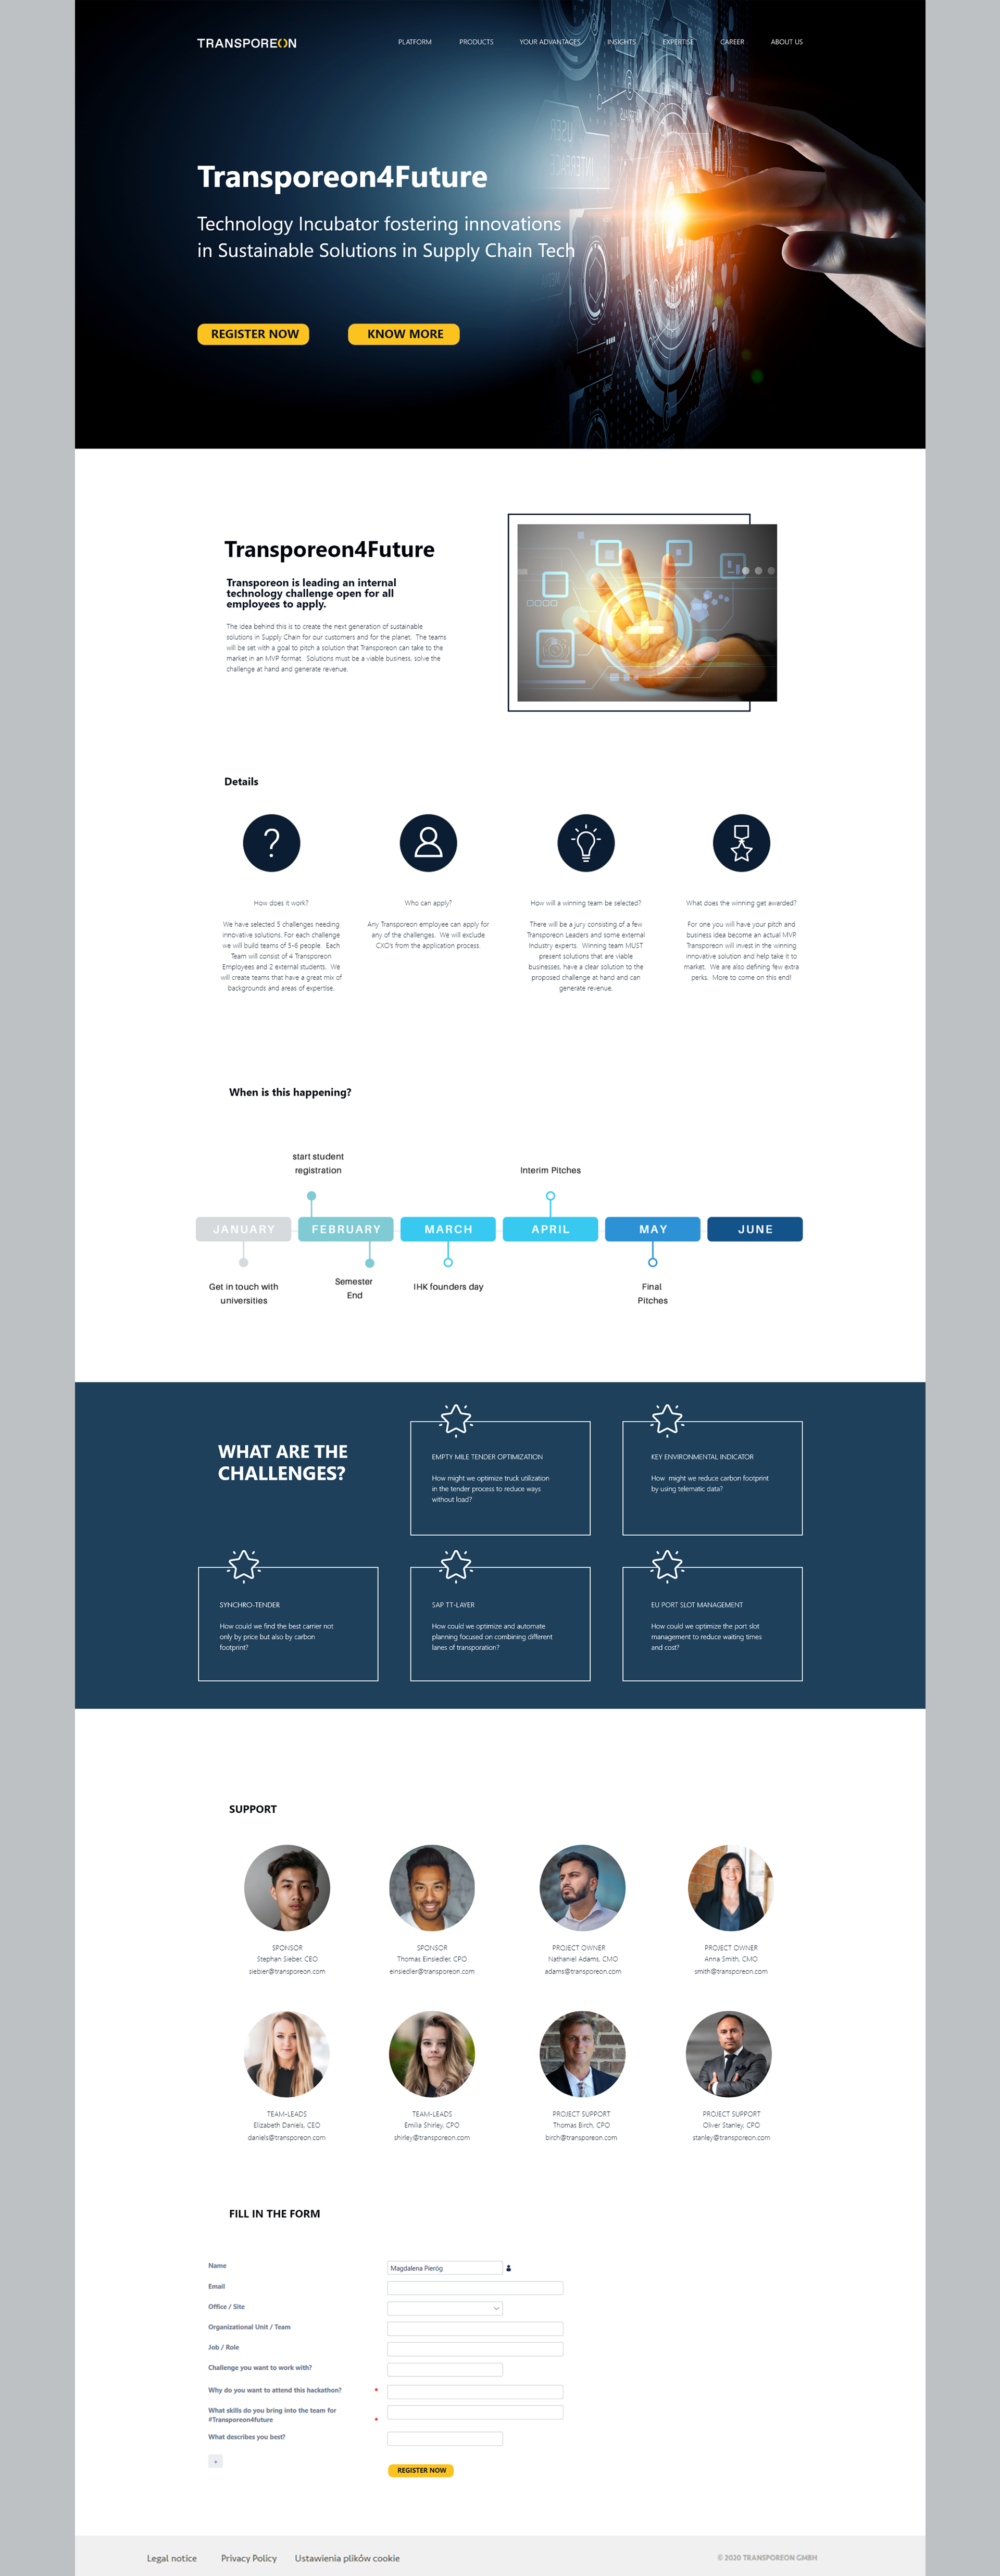 TRANSPOREON
PLATFORM PRODUCTS YOUR ADVANTAGES INSIGHTS EXPERTISE CAREER ABOUT US
USER
INTERFACE
Transporeon4Future
Technology Incubator fostering innovations
in Sustainable Solutions in Supply Chain Tech
REGISTER NOW KNOW MORE
Transporeon4Future
Transporeon is leading an internal
technology challenge open for all
employees to apply.
The idea behind this is to create the next generation of sustainable
solutions in Supply Chain for our customers and for the planet. The teams
will be set with a goal to pitch a solution that Transporeon can take to the
market in an MVP format. Solutions must be a viable business, solve the
challenge at hand and generate revenue.
Details
How does it work?
We have selected 5 challenges needing
innovative solutions. For each challenge
we will build teams of 5-6 people. Each
Team will consist of 4 Transporeon
Employees and 2 external students. We
will create teams that have a great mix of
backgrounds and areas of expertise.
Who can apply?
Any Transporeon employee can apply for
any of the challenges. We will exclude
CXO's from the application process.
How will a winning team be selected?
There will be a jury consisting of a few
Transporeon Leaders and some external
Industry experts. Winning team MUST
present solutions that are viable
businesses, have a clear solution to the
proposed challenge at hand and can
generate revenue.
What does the winning get awarded?
For one you will have your pitch and
business idea become an actual MVR
Transporeon will invest in the winning
innovative solution and help take it to
market. We are also defining few extra
perks. More to come on this end!
When is this happening?
start student
registration
Interim Pitches
JANUARY FEBRUARY MARCH APRIL MAY JUNE
Get in touch with
universities
Semester
End
IHK founders day
Final
Pitches
WHAT ARE THE
CHALLENGES?
EMPTY MILE TENDER OPTIMIZATION
How might we optimize truck utilization
in the tender process to reduce ways
without load?
KEY ENVIRONMENTAL INDICATOR
How might we reduce carbon footprint
by using telematic data?
SYNCHRO-TENDER
How could we find the best carrier not
only by price but also by carbon
footprint?
SAP TT-LAYER
How could we optimize and automate
planning focused on combining different
lanes of transporation?
EU PORT SLOT MANAGEMENT
How could we optimize the port slot
management to reduce waiting times
and cost?
SUPPORT
SPONSOR
Stephan Sieber, CEO
siebier@transporeon.com
SPONSOR
Thomas Einsiedler, CPO
einsiedler@transporeon.com
PROJECT OWNER
Nathaniel Adams, CMO
adams@transporeon.com
PROJECT OWNER
Anna Smith, CMO
smith@transporeon.com
TEAM-LEADS
Elizabeth Daniels, CEO
daniels@transporeon.com
TEAM-LEADS
Emilia Shirley, CPO
shirley@transporeon.com
PROJECT SUPPORT
Thomas Birch, CPO
birch@transporeon.com
PROJECT SUPPORT
Oliver Stanley, CPO
stanley@transporeon.com
FILL IN THE FORM
Name Magdalena Pieróg
Email
Office / Site
Organizational Unit / Team
Job / Role
Challenge you want to work with?
Why do you want to attend this hackathon? *
What skills do you bring into the team for
#Transporeon4future *
What describes you best?
+
REGISTER NOW
Legal notice Privacy Policy Ustawienia plików cookie © 2020 TRANSPOREON GMBH